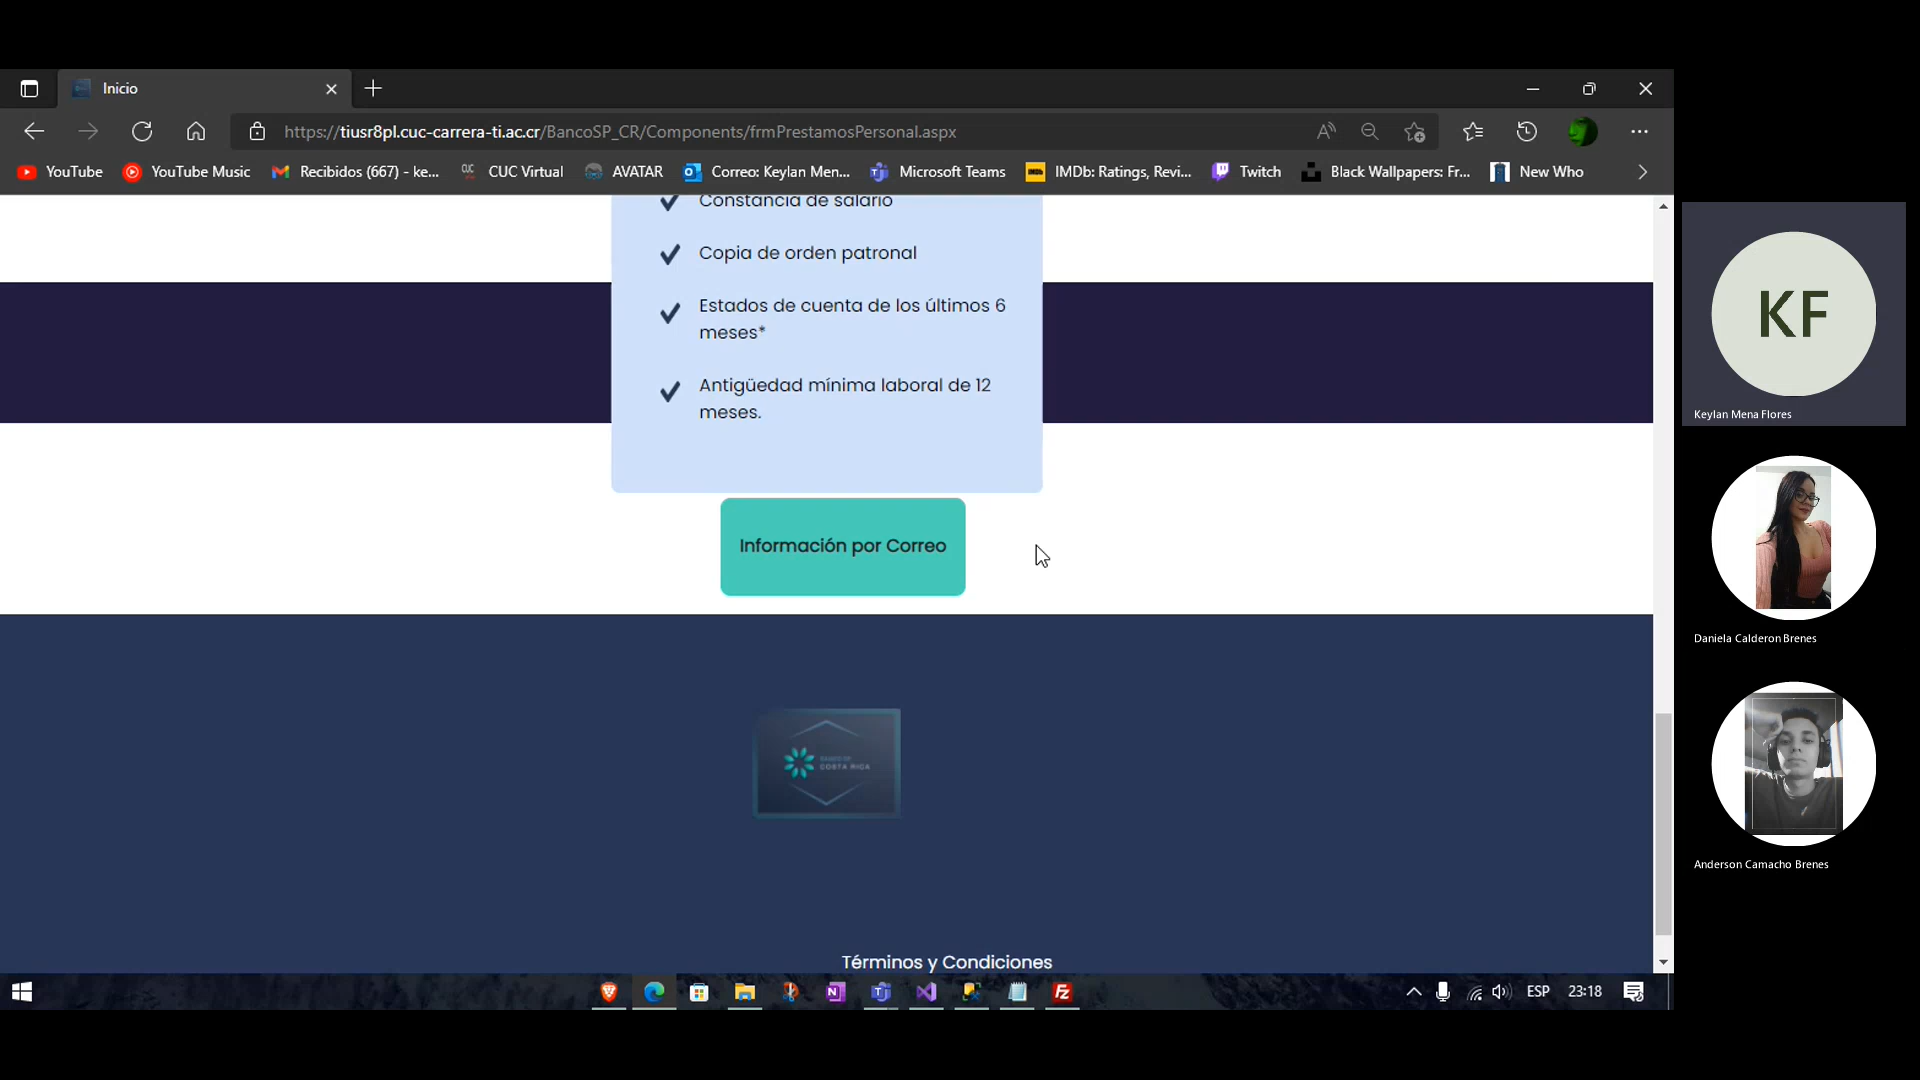 Inicio
https://tiusr8pl.cuc-carrera-ti.ac.cr/BancoSP_CR/Components/frmPrestamosPersonal.aspx
YouTube
YouTube Music
Recibidos (667) - ke...
CUC Virtual
AVATAR
Correo: Keylan Men...
Microsoft Teams
IMDb: Ratings, Revi...
Twitch
Black Wallpapers: Fr...
New Who
Constancia de salario
Copia de orden patronal
Estados de cuenta de los últimos 6
meses*
Antigüedad mínima laboral de 12
meses.
Información por Correo
COSTA RICA
Términos y Condiciones
ESP
23:18
KF
Keylan Mena Flores
Daniela Calderon Brenes
Anderson Camacho Brenes